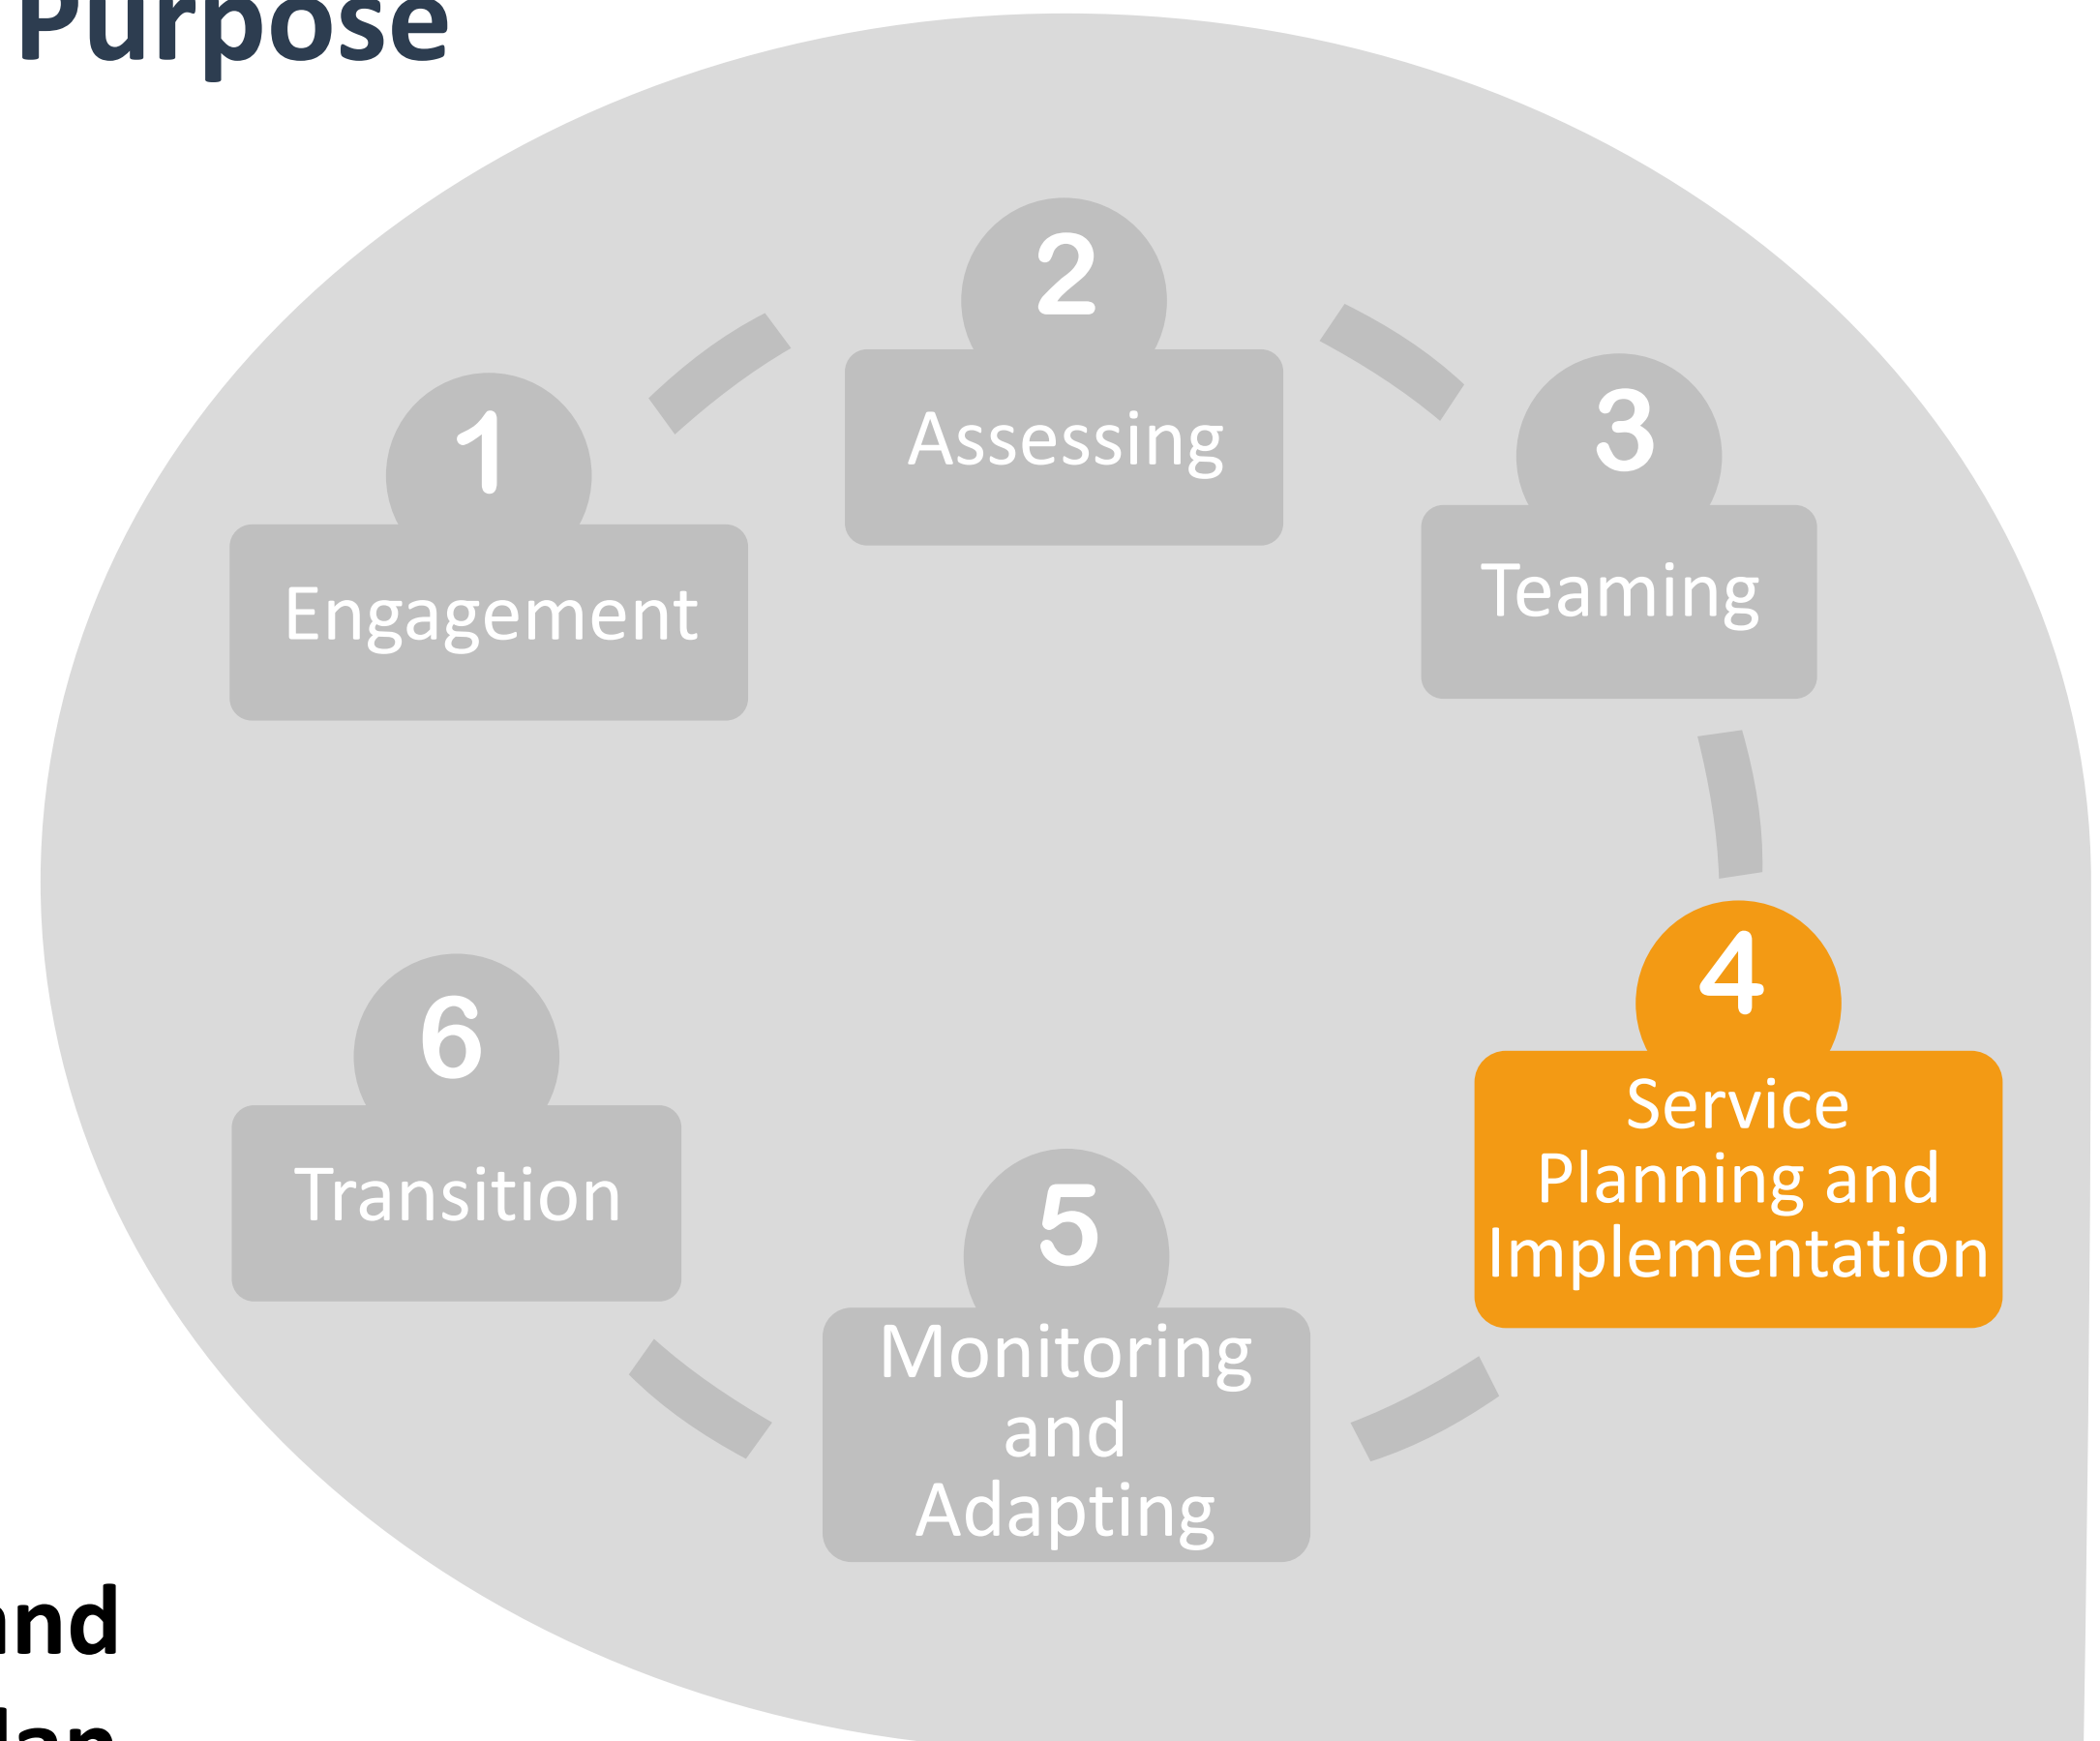 Purpose
1
Engagement
2
Assessing
3
Teaming
4
Service
Planning and
Implementation
5
Monitoring
and
Adapting
6
Transition
and